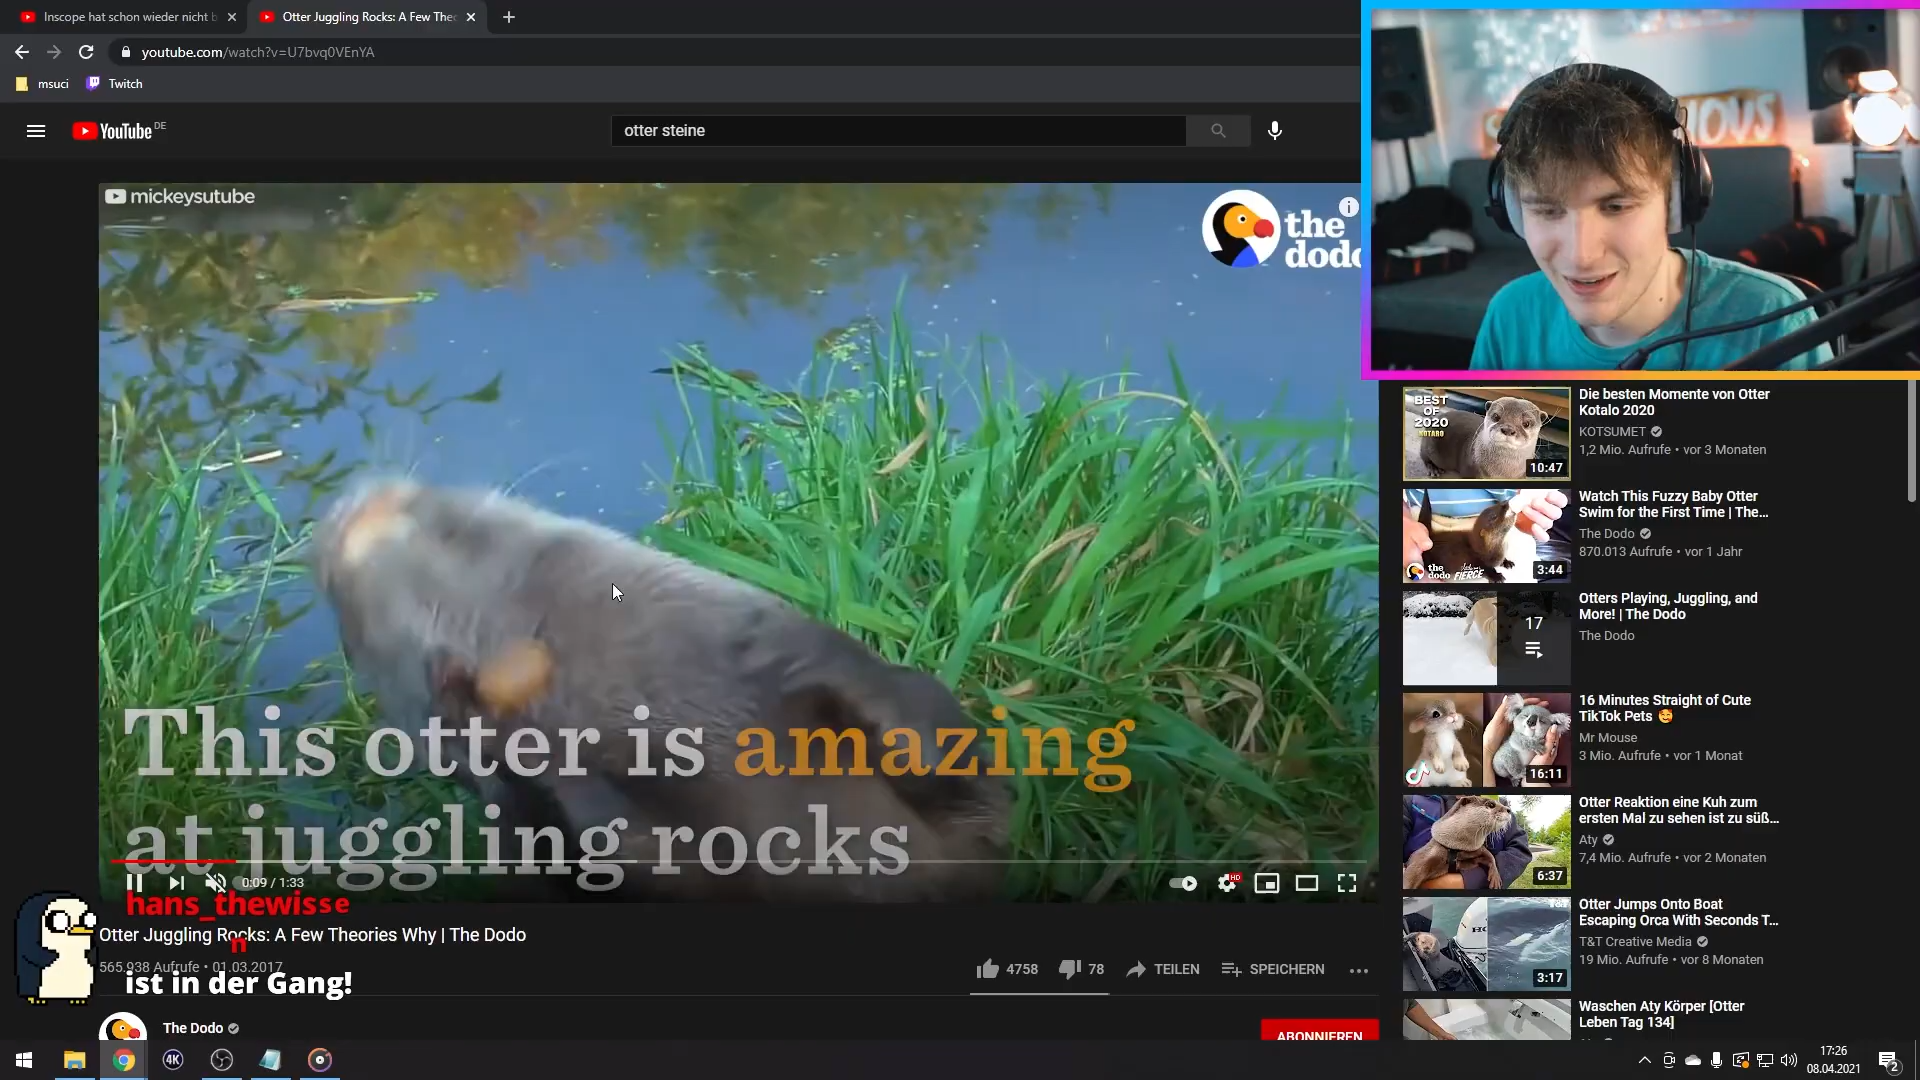 Inscope hat schon wieder nicht b
Otter Juggling Rocks: A Few Theo
youtube.com/watch?v=U7bvq0VEnYA
msuci
Twitch
YouTube DE
otter steine
mickeysutube
the dodo
This otter is amazing
at juggling rocks
0:09 / 1:33
hans_thewisse
n
ist in der Gang!
Otter Juggling Rocks: A Few Theories Why | The Dodo
565.938 Aufrufe • 01.03.2017
4758
78
TEILEN
SPEICHERN
The Dodo
ABONNIEREN
BEST
OF
2020
KOTARO
10:47
Die besten Momente von Otter
Kotalo 2020
KOTSUMET
1,2 Mio. Aufrufe • vor 3 Monaten
the
dodo
FIERCE
3:44
Watch This Fuzzy Baby Otter
Swim for the First Time | The...
The Dodo
870.013 Aufrufe • vor 1 Jahr
17
Otters Playing, Juggling, and
More! | The Dodo
The Dodo
16:11
16 Minutes Straight of Cute
TikTok Pets 🥰
Mr Mouse
3 Mio. Aufrufe • vor 1 Monat
6:37
Otter Reaktion eine Kuh zum
ersten Mal zu sehen ist zu süß...
Aty
7,4 Mio. Aufrufe • vor 2 Monaten
T&T
3:17
Otter Jumps Onto Boat
Escaping Orca With Seconds T...
T&T Creative Media
19 Mio. Aufrufe • vor 8 Monaten
Waschen Aty Körper [Otter
Leben Tag 134]
4K
17:26
08.04.2021
2